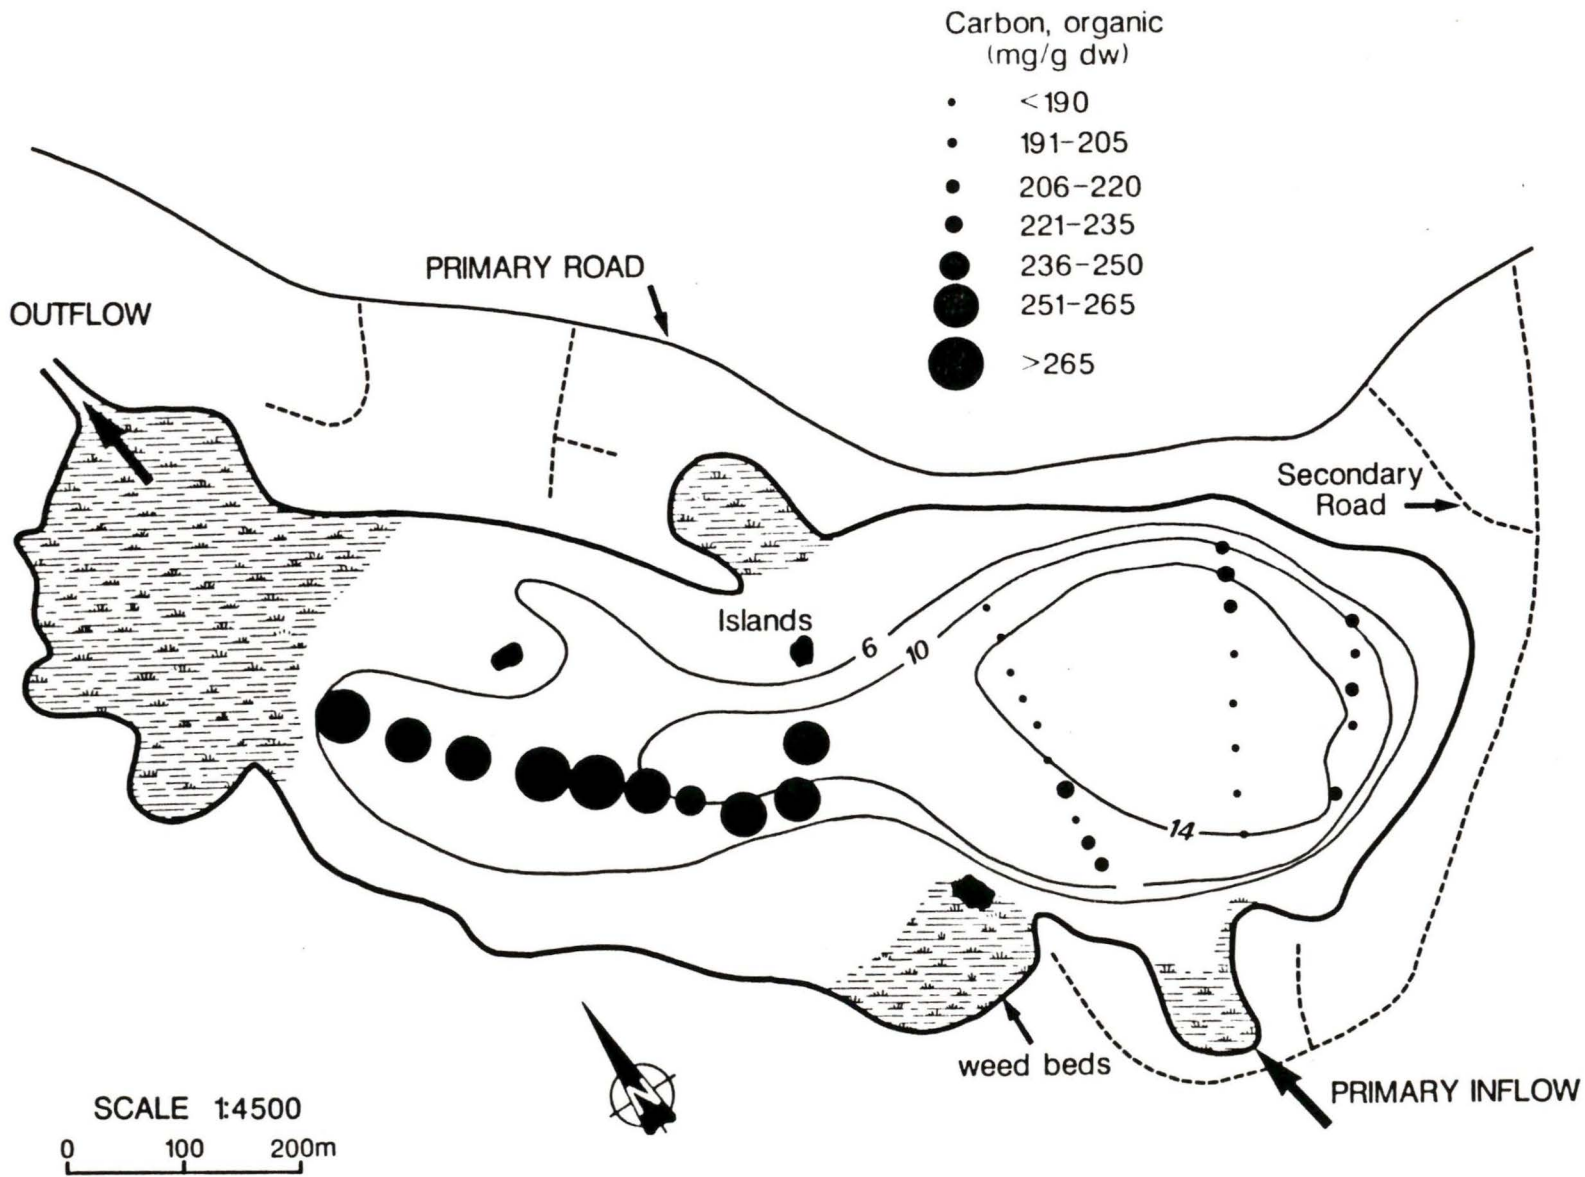 Carbon, organic
(mg/g dw)
<190
191-205
206-220
221-235
236-250
251-265
>265
PRIMARY ROAD
OUTFLOW
Secondary
Road
Islands
6
10
14
weed beds
PRIMARY INFLOW
N
SCALE 1:4500
0 100 200m